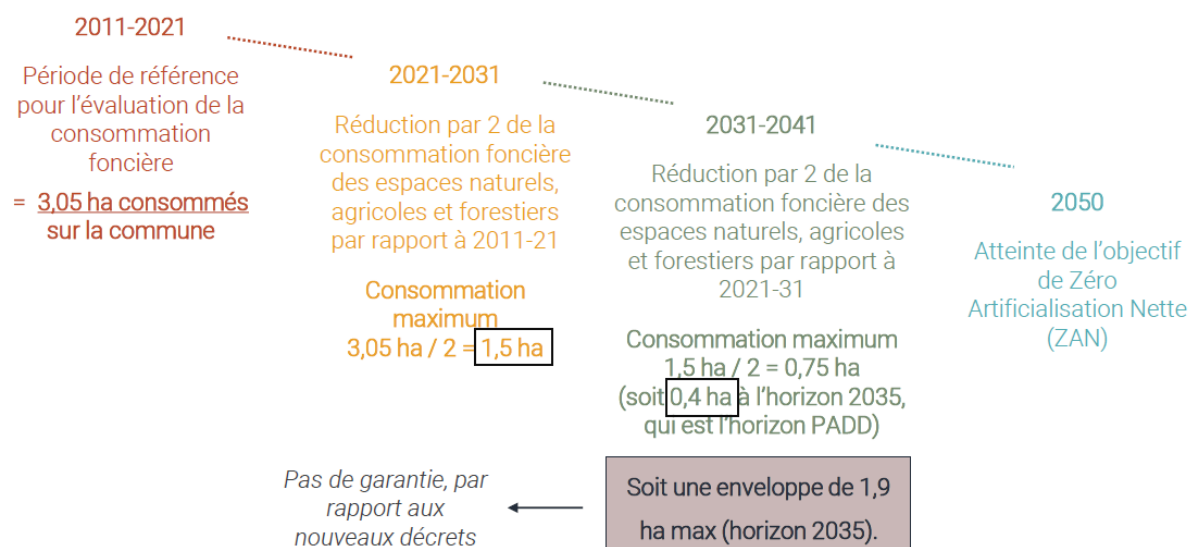 2011-2021
Période de référence
pour l'évaluation de la
consommation
foncière
= 3,05 ha consommés
sur la commune
2021-2031
Réduction par 2 de la
consommation foncière
des espaces naturels,
agricoles et forestiers
par rapport à 2011-21
Consommation
maximum
3,05 ha / 2 = 1,5 ha
2031-2041
Réduction par 2 de la
consommation foncière des
espaces naturels, agricoles
et forestiers par rapport à
2021-31
Consommation maximum
1,5 ha / 2 = 0,75 ha
(soit 0,4 ha à l'horizon 2035,
qui est l'horizon PADD)
2050
Atteinte de l'objectif
de Zéro
Artificialisation Nette
(ZAN)
Pas de garantie, par
rapport aux
nouveaux décrets
Soit une enveloppe de 1,9
ha max (horizon 2035).